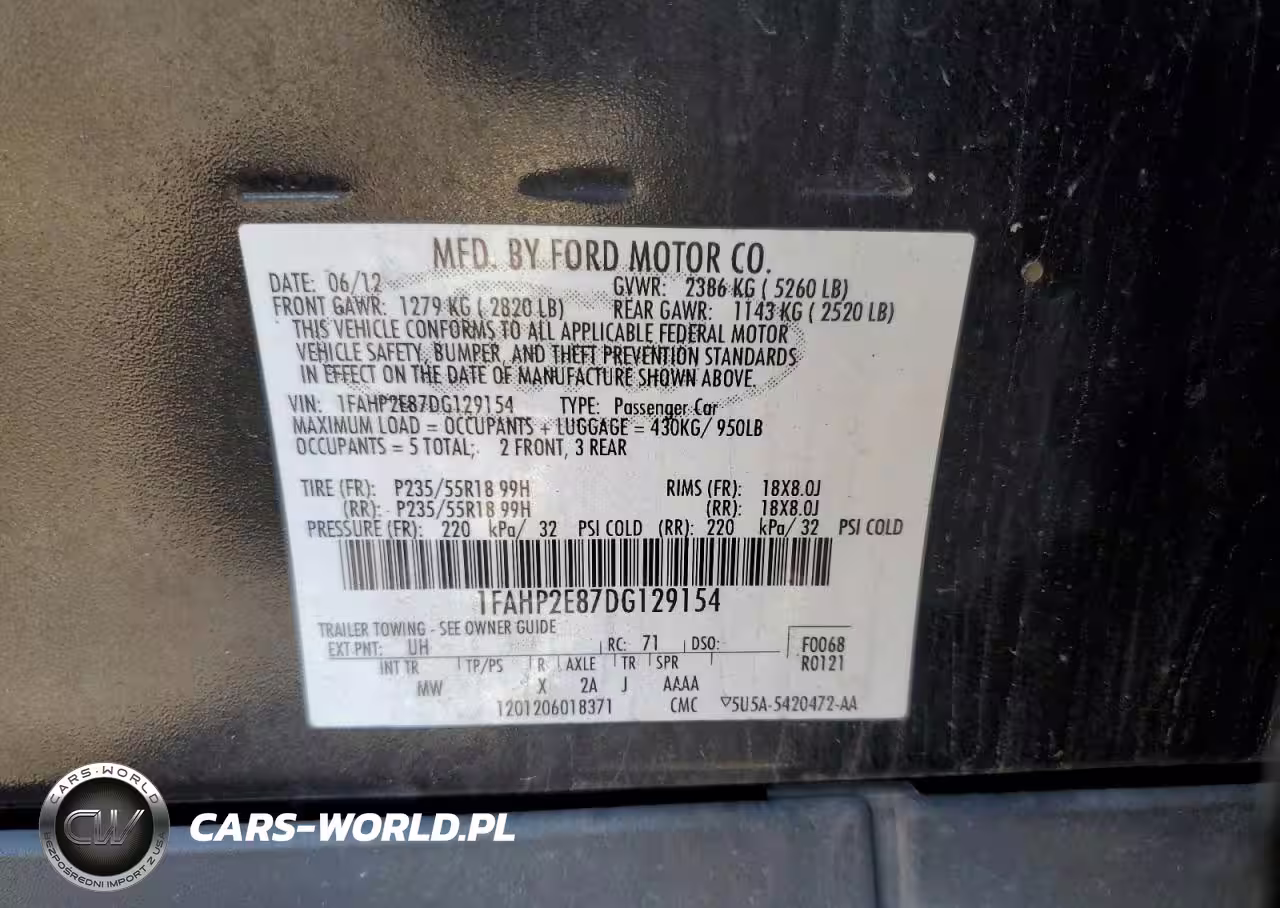 MFD. BY FORD MOTOR CO.
DATE: 06/12 GVWR: 2386 KG ( 5260 LB)
FRONT GAWR: 1279 KG ( 2820 LB) REAR GAWR: 1143 KG ( 2520 LB)
THIS VEHICLE CONFORMS TO ALL APPLICABLE FEDERAL MOTOR
VEHICLE SAFETY, BUMPER, AND THEFT PREVENTION STANDARDS
IN EFFECT ON THE DATE OF MANUFACTURE SHOWN ABOVE.
VIN: 1FAHP2E87DG129154 TYPE: Passenger Car
MAXIMUM LOAD = OCCUPANTS + LUGGAGE = 430KG/ 950LB
OCCUPANTS = 5 TOTAL; 2 FRONT, 3 REAR
TIRE (FR): P235/55R18 99H RIMS (FR): 18X8.0J
(RR): P235/55R18 99H (RR): 18X8.0J
PRESSURE (FR): 220 kPa/ 32 PSI COLD (RR): 220 kPa/ 32 PSI COLD
1FAHP2E87DG129154
TRAILER TOWING - SEE OWNER GUIDE
EXT PNT: UH RC: 71 DSO: F0068
INT TR TP/PS R AXLE TR SPR R0121
MW X 2A J AAAA
1201206018371 CMC ▽5U5A-5420472-AA
CARS-WORLD
CW
BEZPOŚREDNI IMPORT Z USA
CARS-WORLD.PL